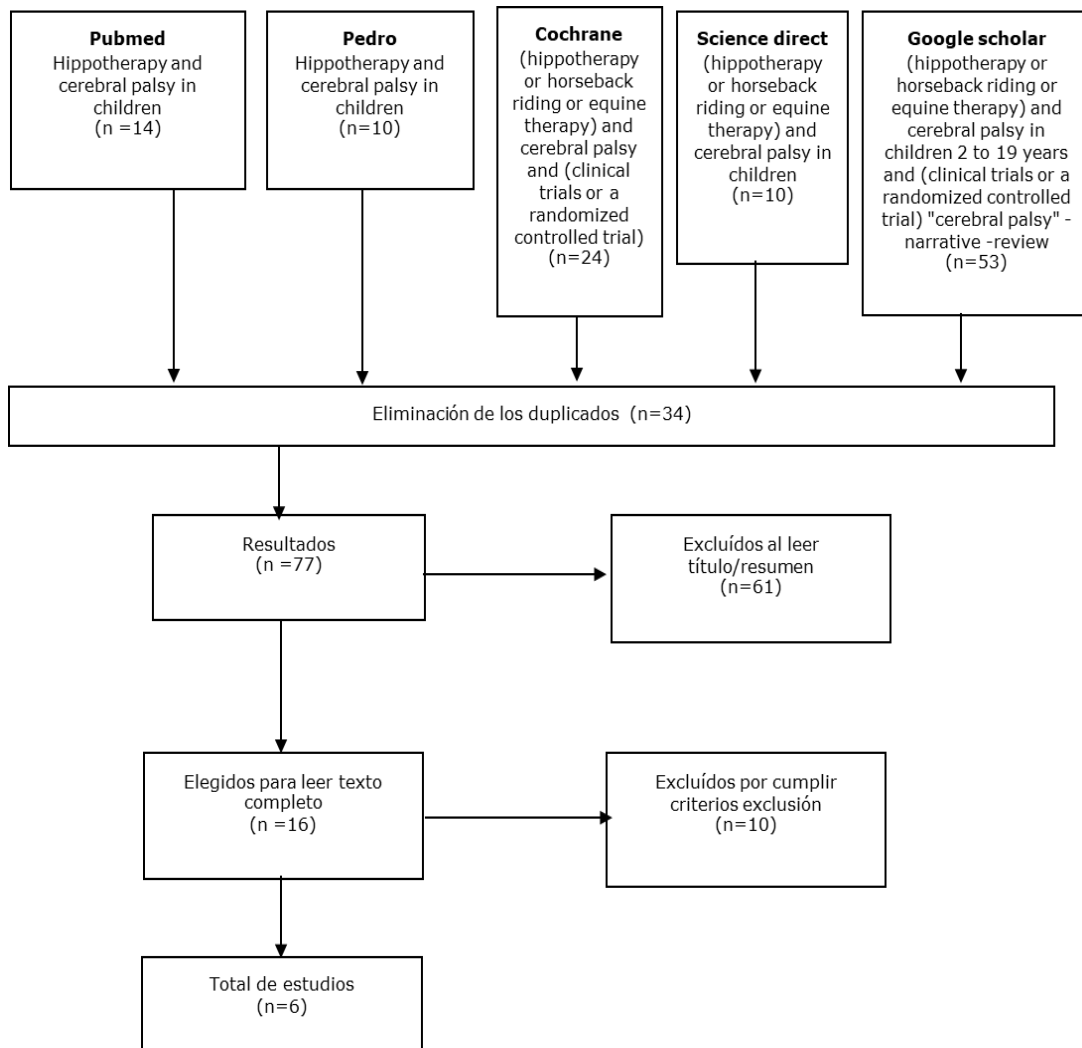 Pubmed
Hippotherapy and
cerebral palsy in
children
(n =14)
Pedro
Hippotherapy and
cerebral palsy in
children
(n=10)
Cochrane
(hippotherapy
or horseback
riding or equine
therapy) and
cerebral palsy
and (clinical
trials or a
randomized
controlled trial)
(n=24)
Science direct
(hippotherapy
or horseback
riding or equine
therapy) and
cerebral palsy in
children
(n=10)
Google scholar
(hippotherapy or
horseback riding or
equine therapy) and
cerebral palsy in
children 2 to 19 years
and (clinical trials or a
randomized controlled
trial) "cerebral palsy" -
narrative -review
(n=53)
Eliminación de los duplicados (n=34)
Resultados
(n =77)
Excluídos al leer
título/resumen
(n=61)
Elegidos para leer texto
completo
(n =16)
Excluídos por cumplir
criterios exclusión
(n=10)
Total de estudios
(n=6)